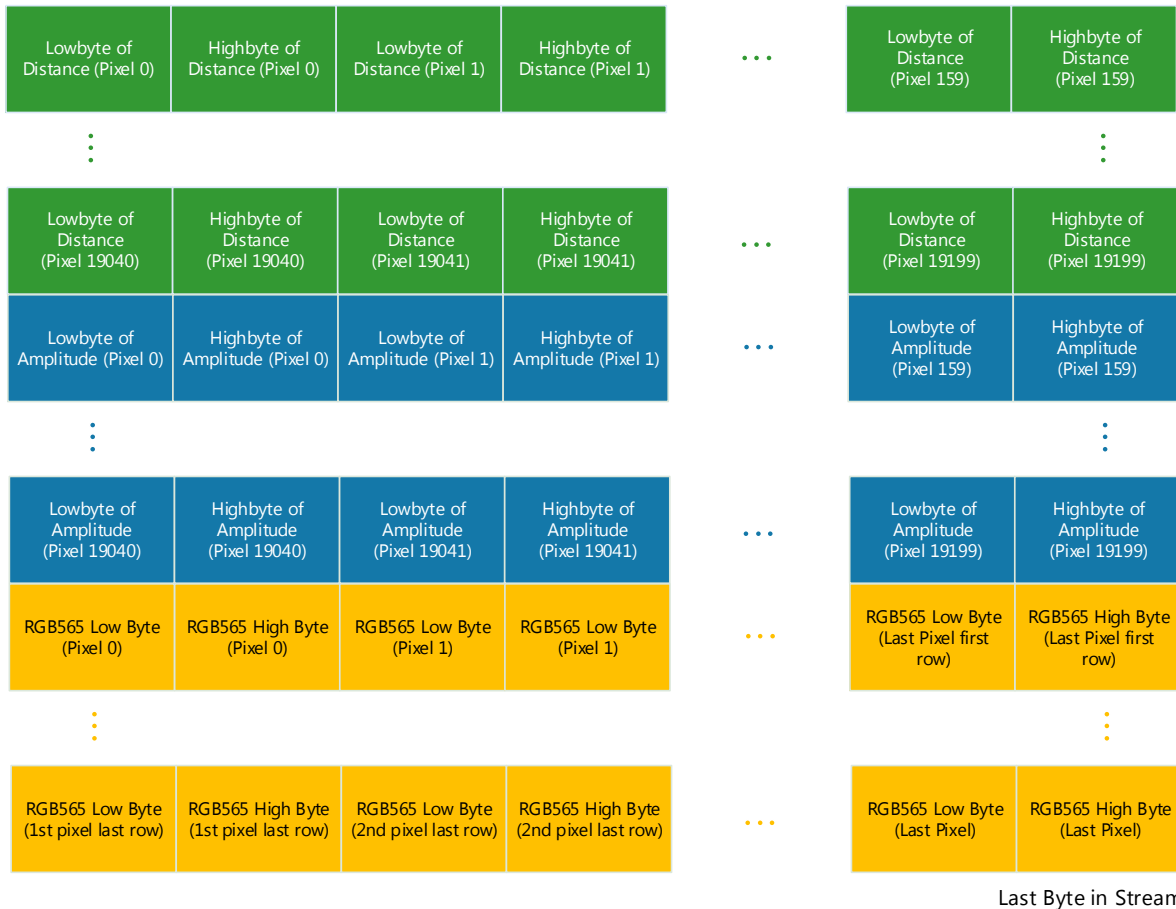 Lowbyte of
Distance (Pixel 0)
Highbyte of
Distance (Pixel 0)
Lowbyte of
Distance (Pixel 1)
Highbyte of
Distance (Pixel 1)
Lowbyte of
Distance
(Pixel 159)
Highbyte of
Distance
(Pixel 159)
Lowbyte of
Distance
(Pixel 19040)
Highbyte of
Distance
(Pixel 19040)
Lowbyte of
Distance
(Pixel 19041)
Highbyte of
Distance
(Pixel 19041)
Lowbyte of
Distance
(Pixel 19199)
Highbyte of
Distance
(Pixel 19199)
Lowbyte of
Amplitude (Pixel 0)
Highbyte of
Amplitude (Pixel 0)
Lowbyte of
Amplitude (Pixel 1)
Highbyte of
Amplitude (Pixel 1)
Lowbyte of
Amplitude
(Pixel 159)
Highbyte of
Amplitude
(Pixel 159)
Lowbyte of
Amplitude
(Pixel 19040)
Highbyte of
Amplitude
(Pixel 19040)
Lowbyte of
Amplitude
(Pixel 19041)
Highbyte of
Amplitude
(Pixel 19041)
Lowbyte of
Amplitude
(Pixel 19199)
Highbyte of
Amplitude
(Pixel 19199)
RGB565 Low Byte
(Pixel 0)
RGB565 High Byte
(Pixel 0)
RGB565 Low Byte
(Pixel 1)
RGB565 Low Byte
(Pixel 1)
RGB565 Low Byte
(Last Pixel first
row)
RGB565 High Byte
(Last Pixel first
row)
RGB565 Low Byte
(1st pixel last row)
RGB565 High Byte
(1st pixel last row)
RGB565 Low Byte
(2nd pixel last row)
RGB565 High Byte
(2nd pixel last row)
RGB565 Low Byte
(Last Pixel)
RGB565 High Byte
(Last Pixel)
Last Byte in Stream